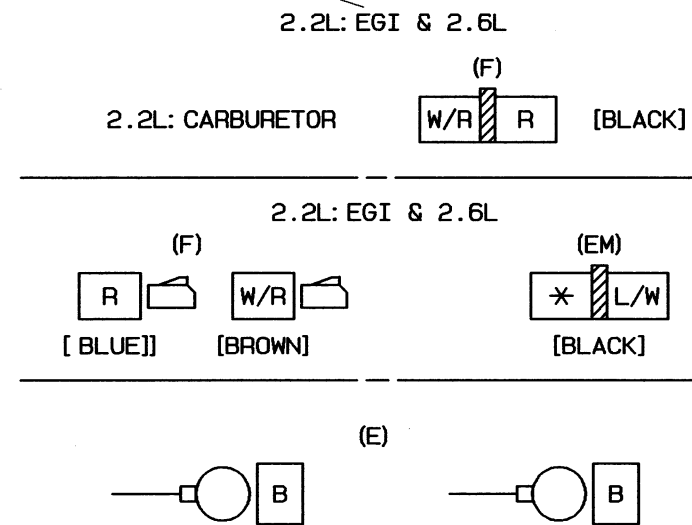 2.2L: EGI & 2.6L
(F)
2.2L: CARBURETOR W/R R [BLACK]
2.2L: EGI & 2.6L
(F) (EM)
R W/R * L/W
[ BLUE]] [BROWN] [BLACK]
(E)
B B